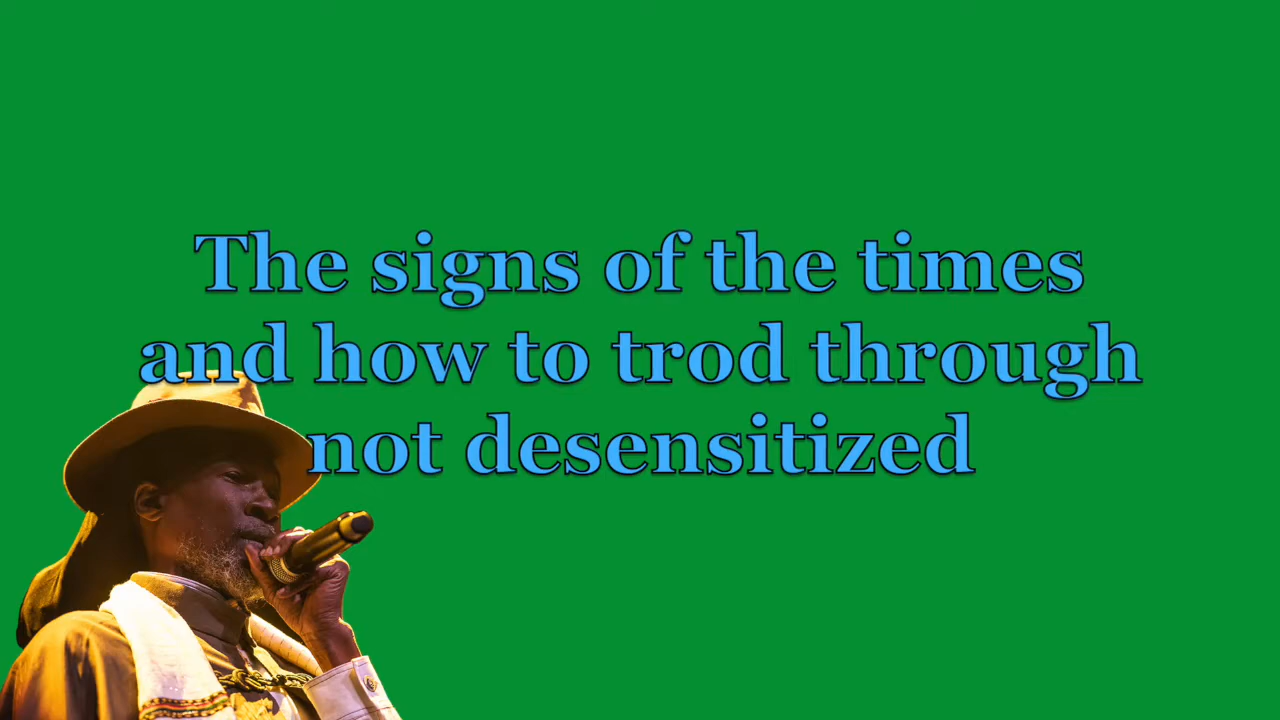 The signs of the times
and how to trod through
not desensitized